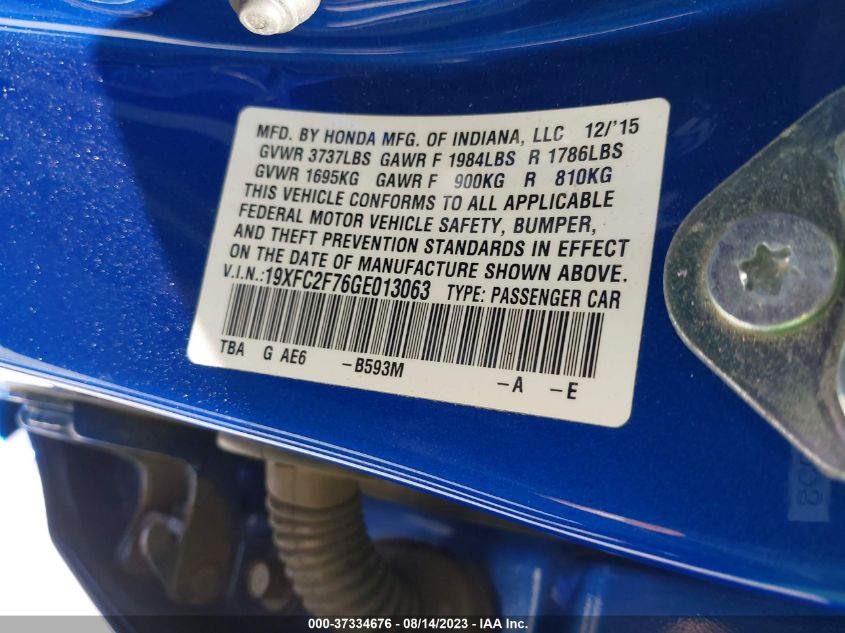 MFD. BY HONDA MFG. OF INDIANA, LLC 12/'15
GVWR 3737LBS GAWR F 1984LBS R 1786LBS
GVWR 1695KG GAWR F 900KG R 810KG
THIS VEHICLE CONFORMS TO ALL APPLICABLE
FEDERAL MOTOR VEHICLE SAFETY, BUMPER,
AND THEFT PREVENTION STANDARDS IN EFFECT
ON THE DATE OF MANUFACTURE SHOWN ABOVE.
V.I.N.:19XFC2F76GE013063 TYPE: PASSENGER CAR
TBA G AE6 -B593M -A -E
000-37334676 - 08/14/2023 - IAA Inc.